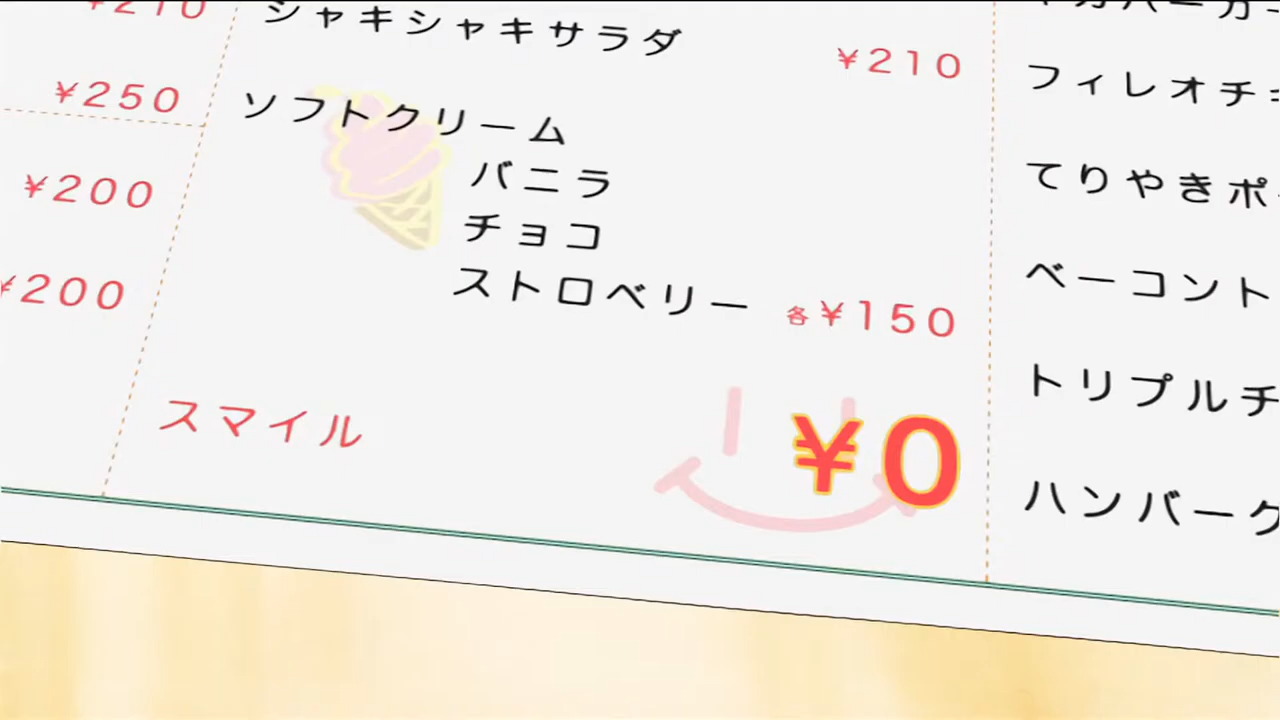 ¥210
¥250
¥200
¥200
シャキシャキサラダ ¥210
ソフトクリーム
バニラ
チョコ
ストロベリー 各¥150
スマイル ¥0
フィレオチ
てりやきポ
ベーコント
トリプルチ
ハンバーグ